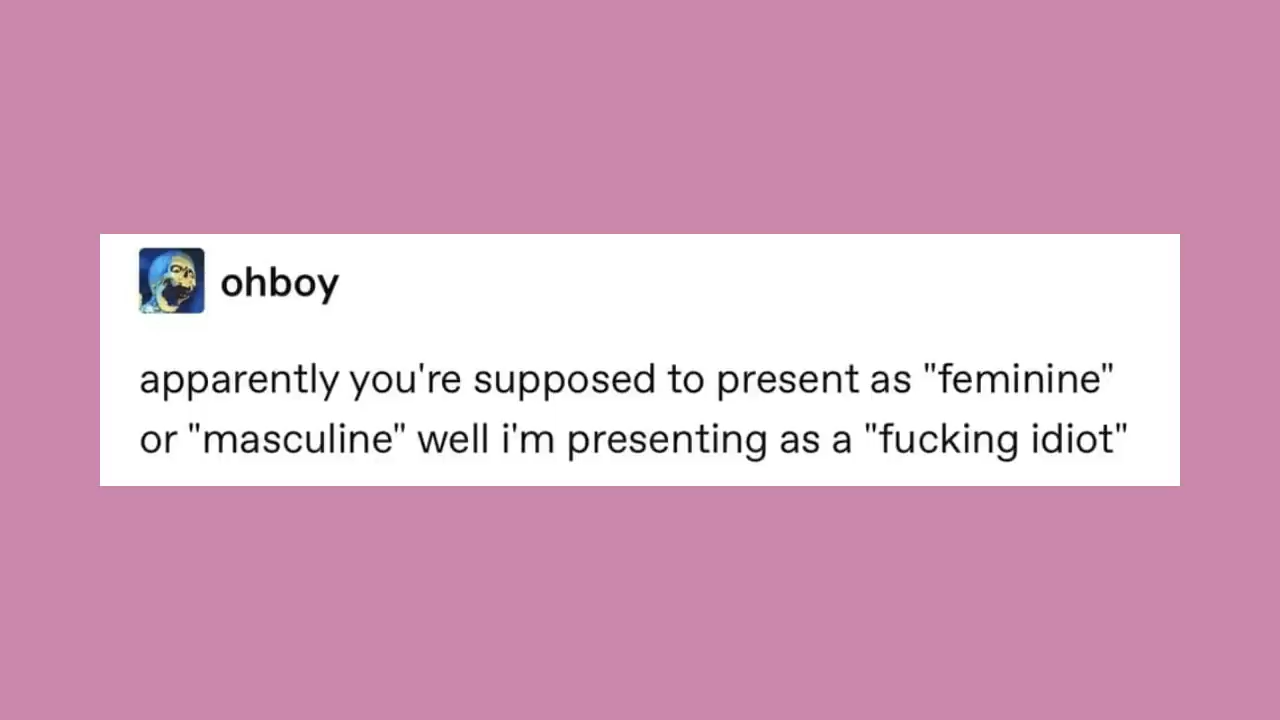 ohboy
apparently you're supposed to present as "feminine"
or "masculine" well i'm presenting as a "fucking idiot"